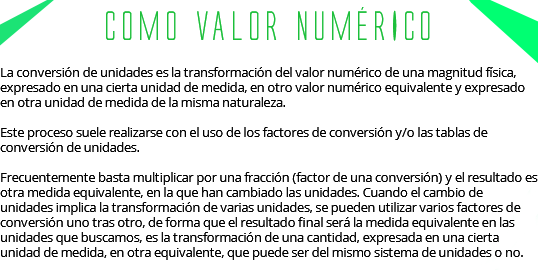 COMO VALOR NUMÉRICO
La conversión de unidades es la transformación del valor numérico de una magnitud física,
expresado en una cierta unidad de medida, en otro valor numérico equivalente y expresado
en otra unidad de medida de la misma naturaleza.
Este proceso suele realizarse con el uso de los factores de conversión y/o las tablas de
conversión de unidades.
Frecuentemente basta multiplicar por una fracción (factor de una conversión) y el resultado es
otra medida equivalente, en la que han cambiado las unidades. Cuando el cambio de
unidades implica la transformación de varias unidades, se pueden utilizar varios factores de
conversión uno tras otro, de forma que el resultado final será la medida equivalente en las
unidades que buscamos, es la transformación de una cantidad, expresada en una cierta
unidad de medida, en otra equivalente, que puede ser del mismo sistema de unidades o no.